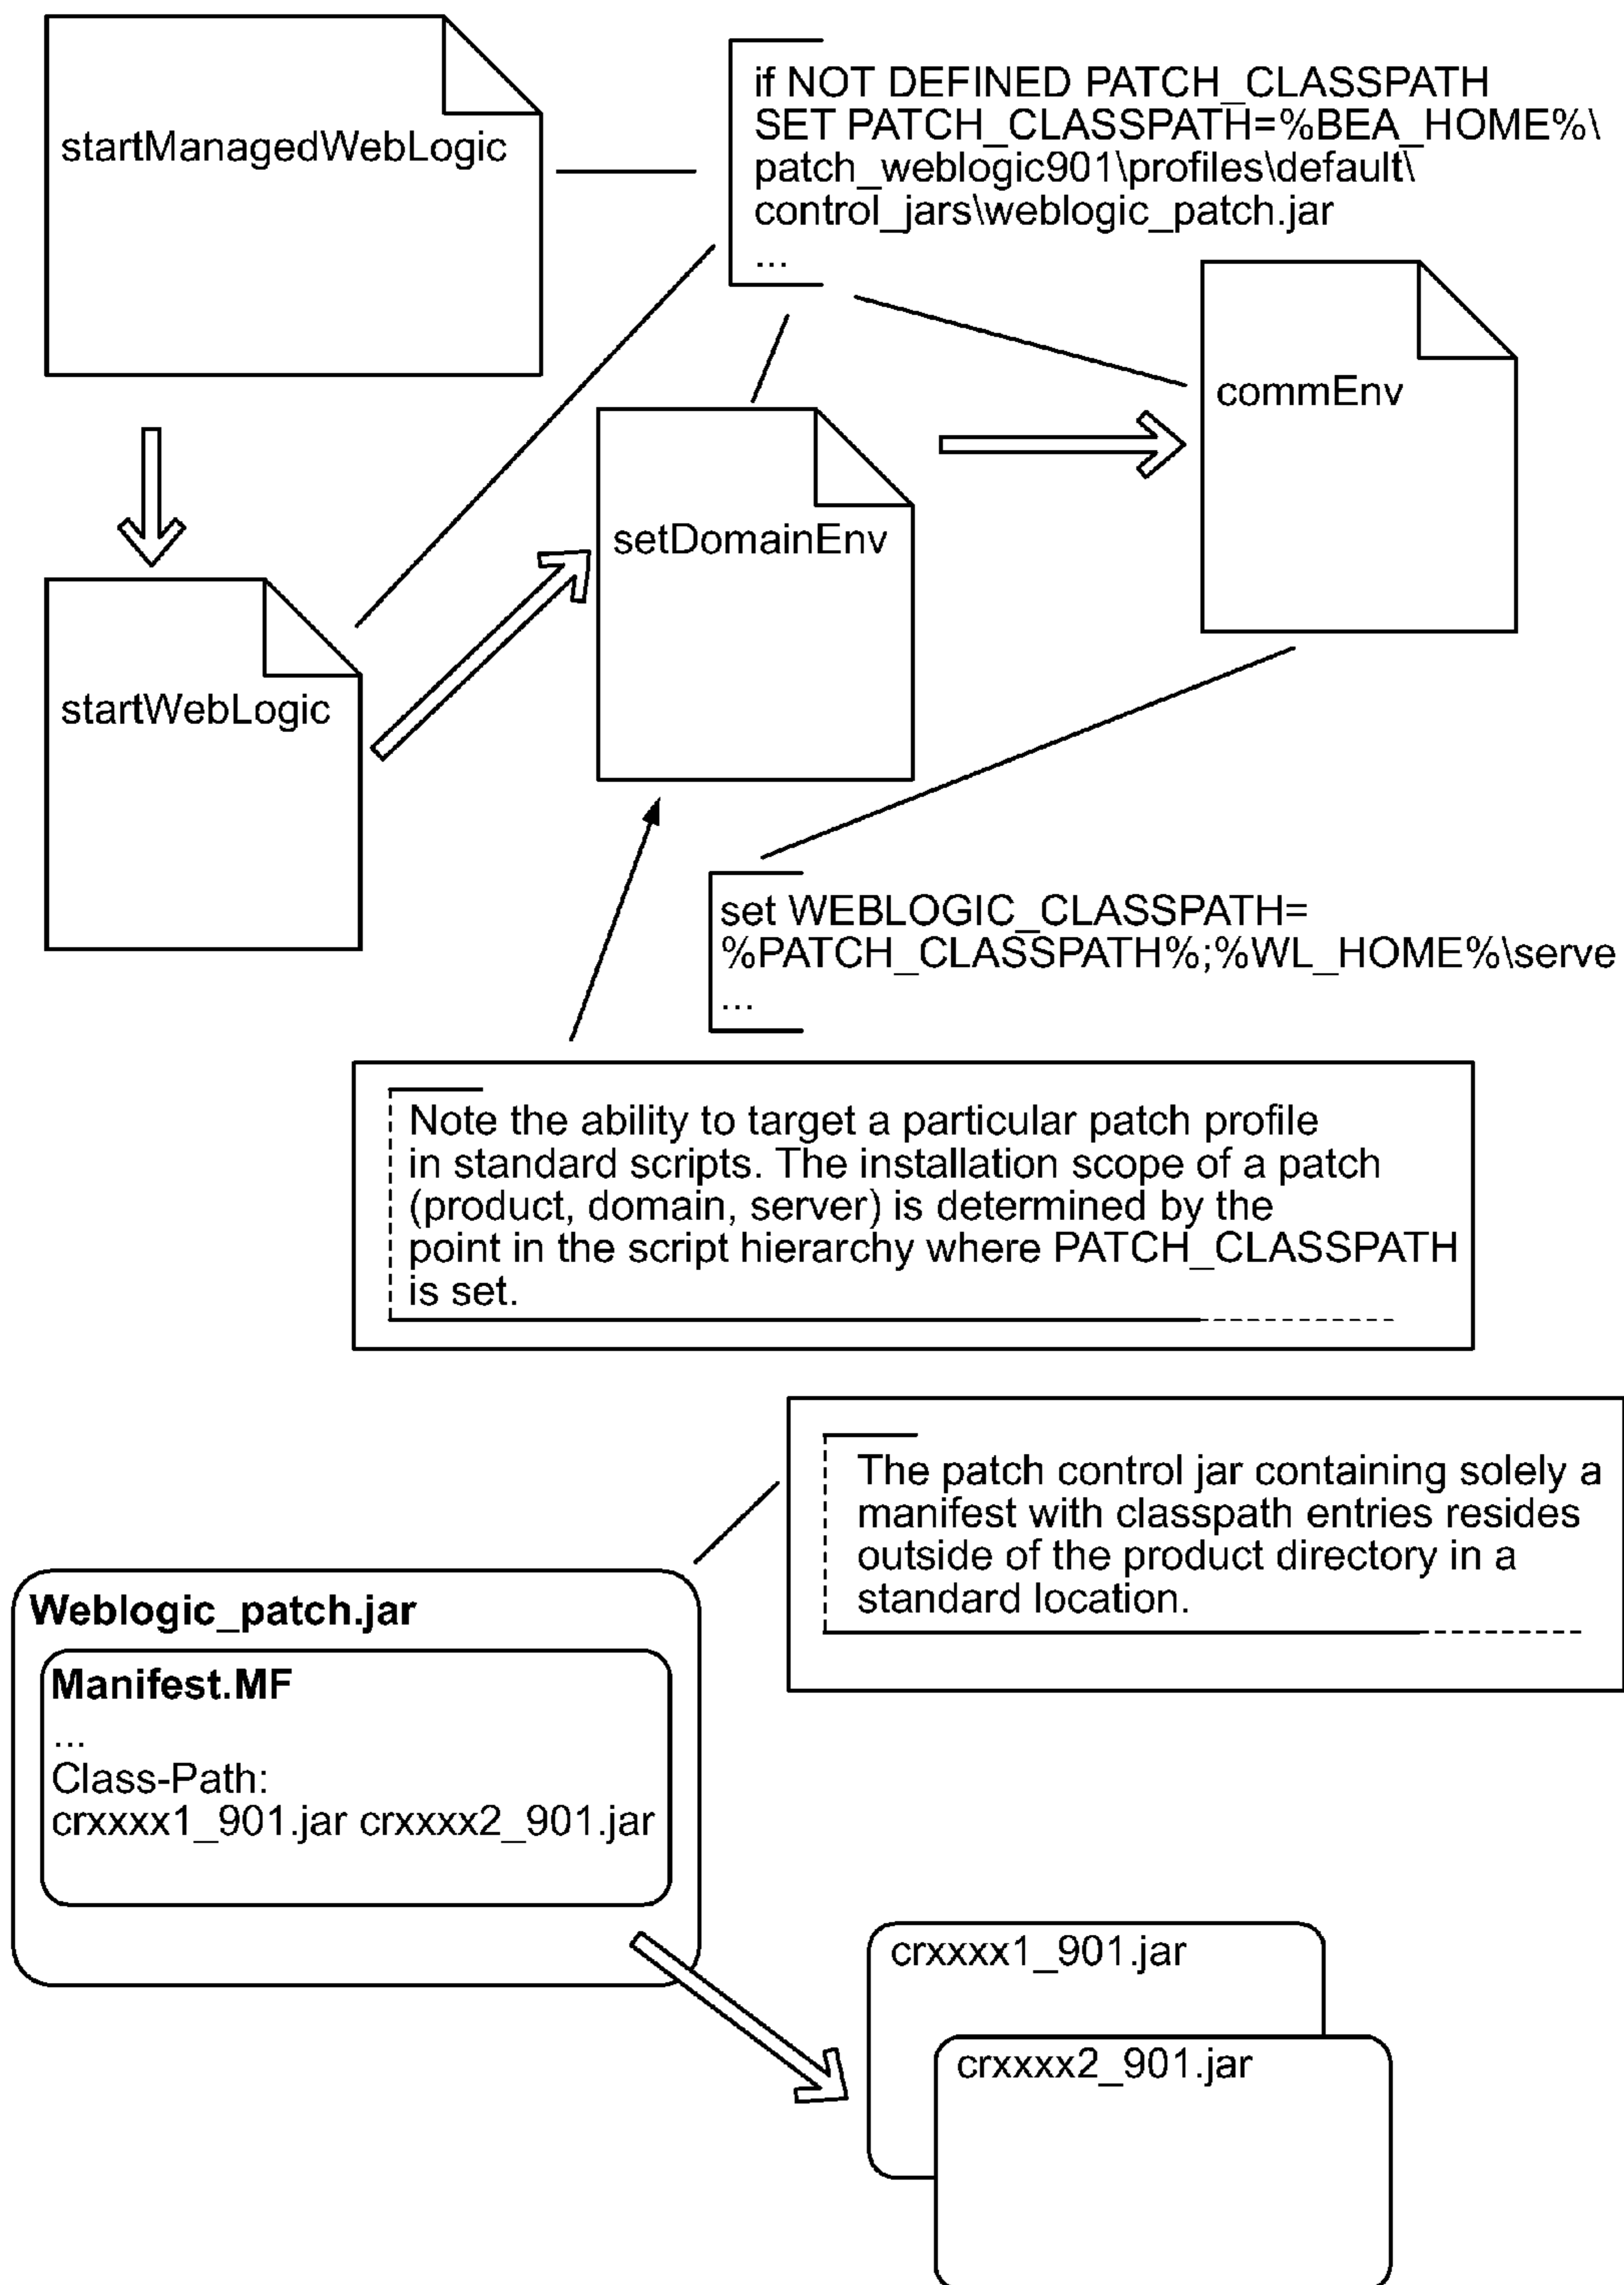 startManagedWebLogic
if NOT DEFINED PATCH_CLASSPATH
SET PATCH_CLASSPATH=%BEA_HOME%\
patch_weblogic901\profiles\default\
control_jars\weblogic_patch.jar
...
commEnv
setDomainEnv
startWebLogic
set WEBLOGIC_CLASSPATH=
%PATCH_CLASSPATH%;%WL_HOME%\serve
...
Note the ability to target a particular patch profile
in standard scripts. The installation scope of a patch
(product, domain, server) is determined by the
point in the script hierarchy where PATCH_CLASSPATH
is set.
The patch control jar containing solely a
manifest with classpath entries resides
outside of the product directory in a
standard location.
Weblogic_patch.jar
Manifest.MF
...
Class-Path:
crxxxx1_901.jar crxxxx2_901.jar
crxxxx1_901.jar
crxxxx2_901.jar